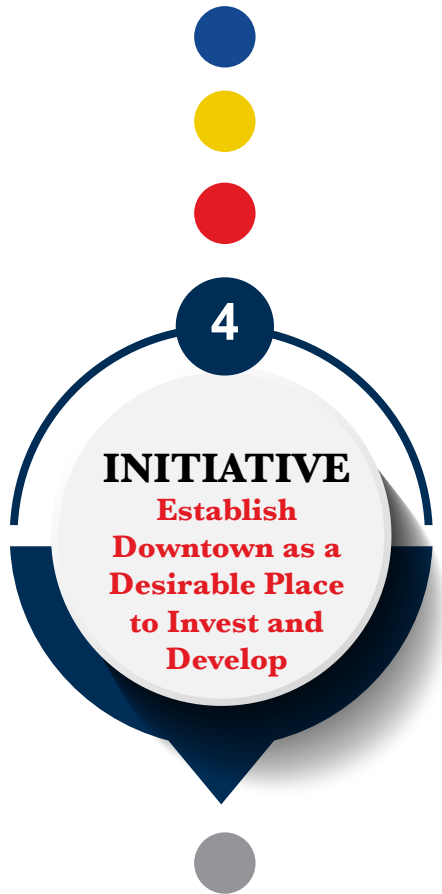 4
INITIATIVE
Establish
Downtown as a
Desirable Place
to Invest and
Develop